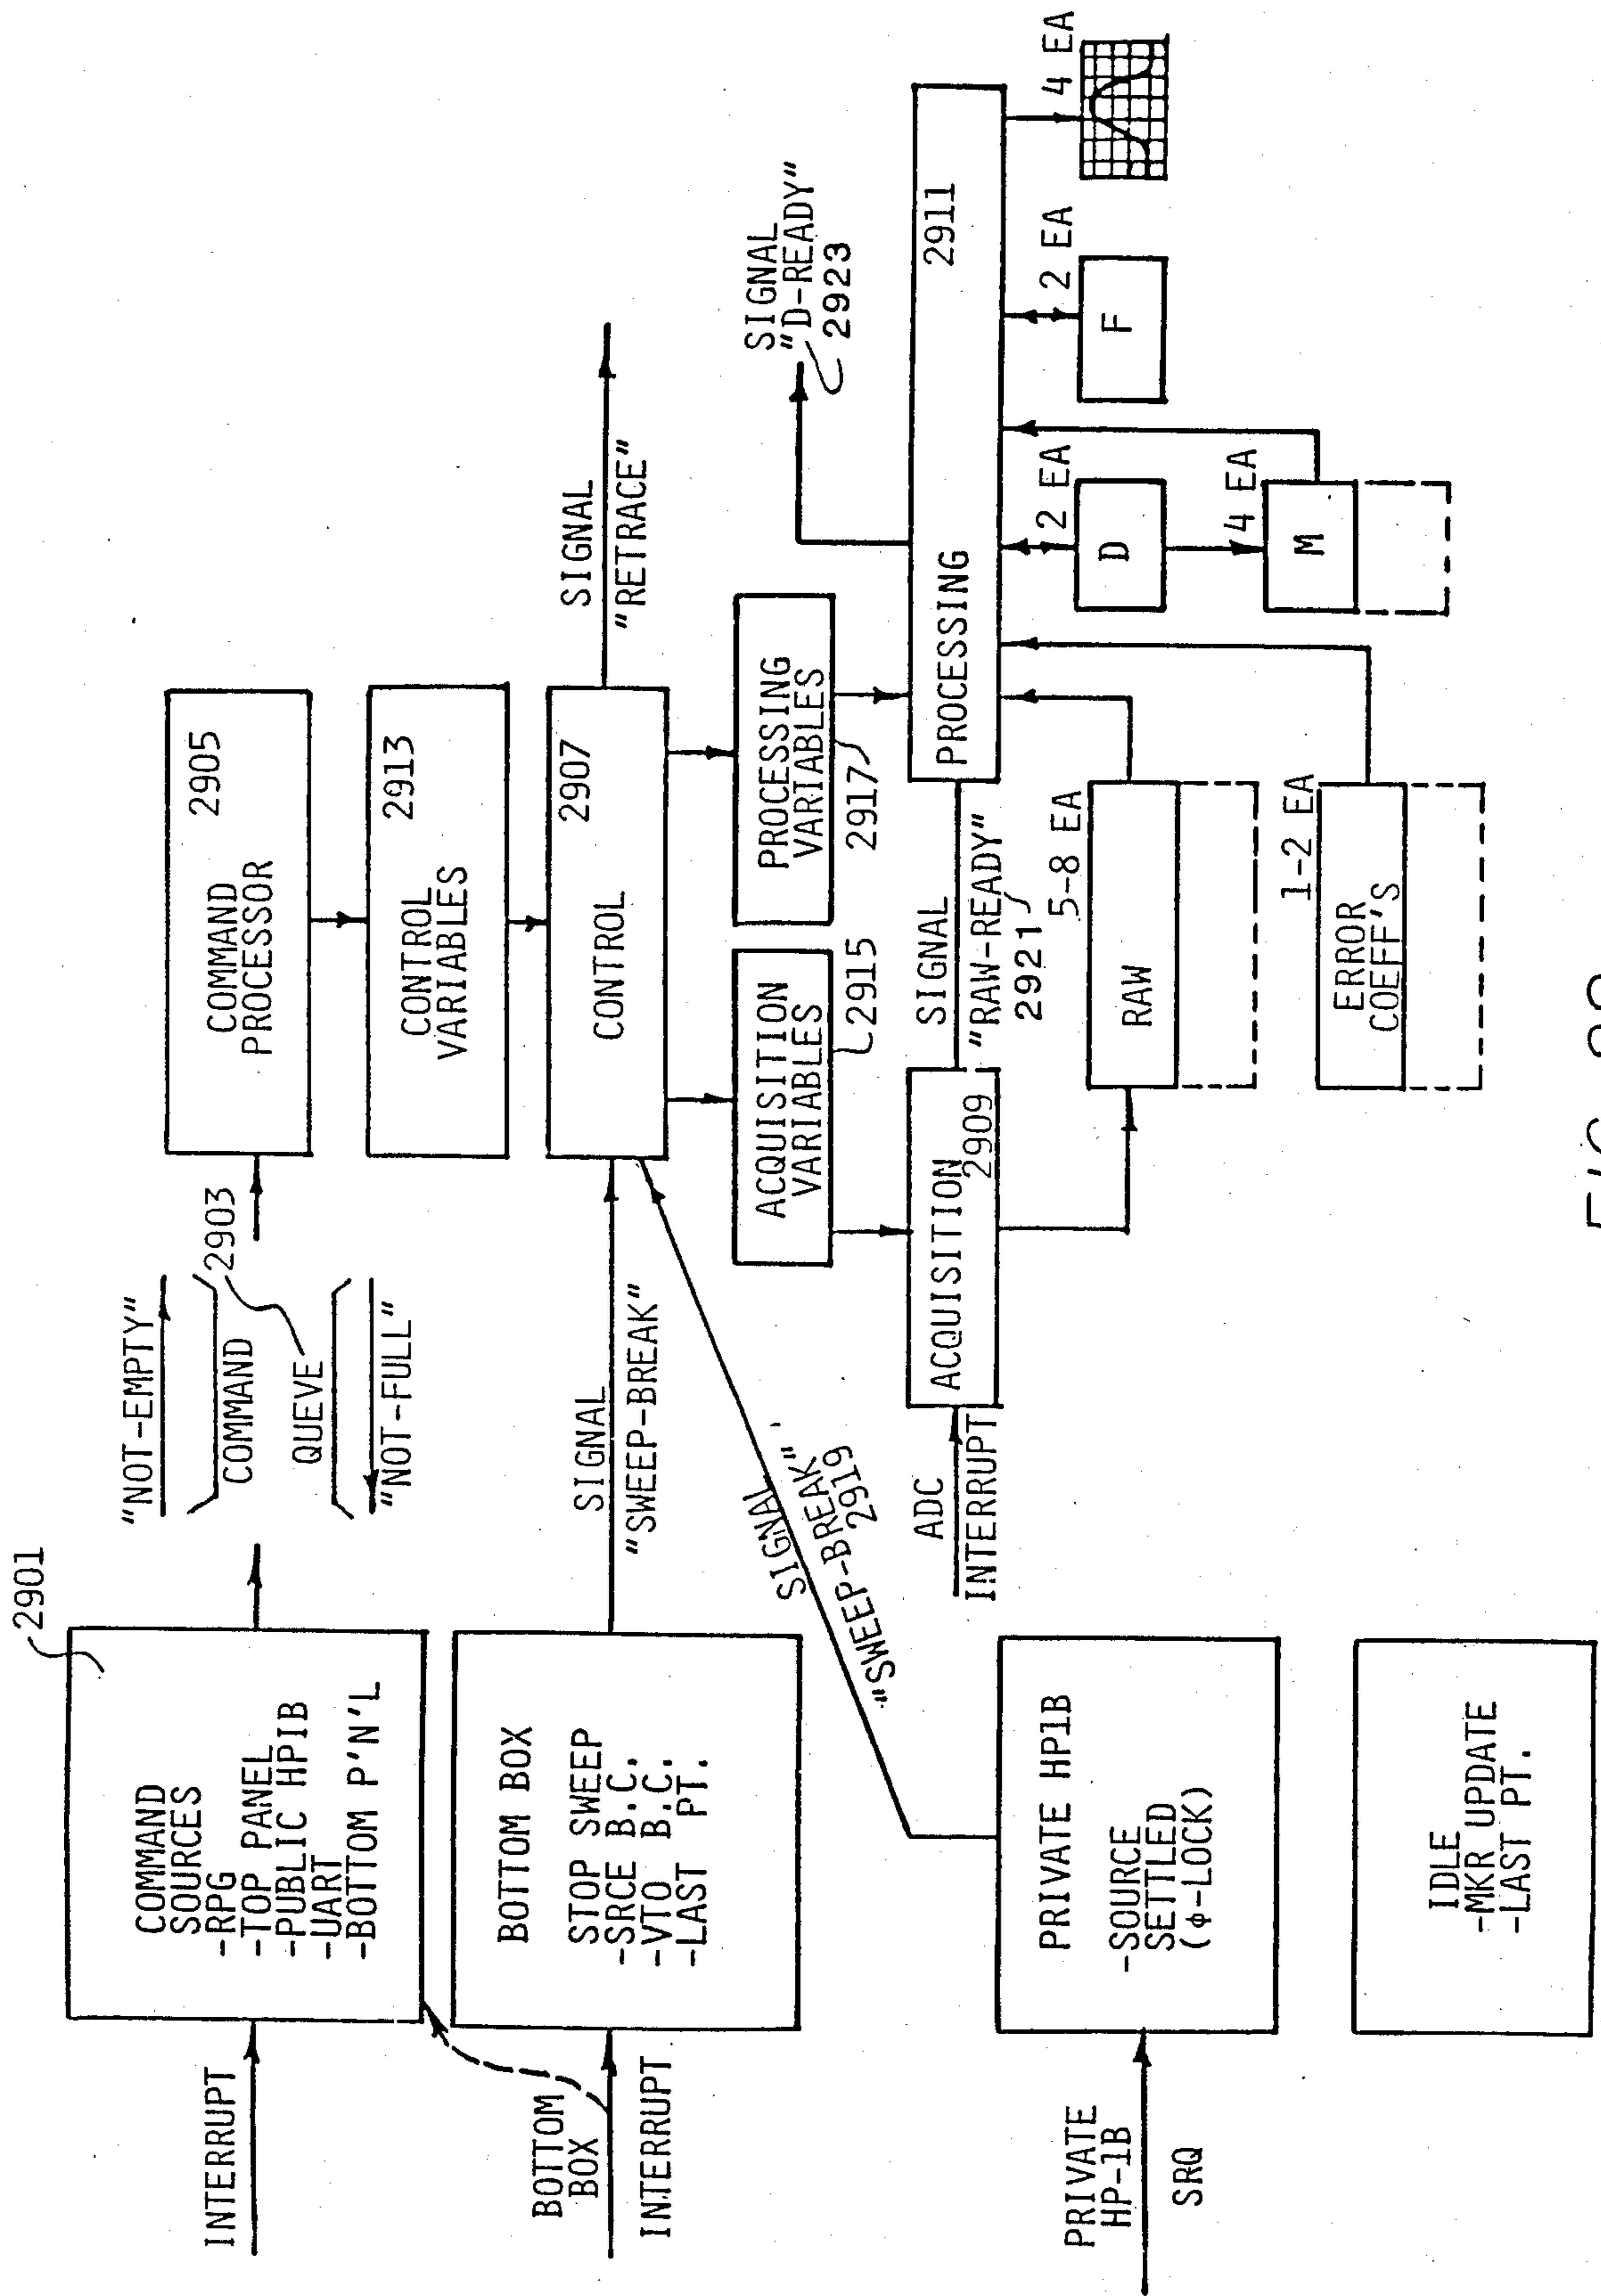 INTERRUPT
2901
COMMAND
SOURCES
-RPG
-TOP PANEL
-PUBLIC HPIB
-UART
-BOTTOM P'N'L
"NOT-EMPTY"
COMMAND
QUEVE
"NOT-FULL"
2903
2905
COMMAND
PROCESSOR
2913
CONTROL
VARIABLES
BOTTOM
BOX
INTERRUPT
BOTTOM BOX
STOP SWEEP
-SRCE B.C.
-VTO B.C.
-LAST PT.
SIGNAL
"SWEEP-BREAK"
2907
CONTROL
SIGNAL
"RETRACE"
SIGNAL
"SWEEP-BREAK"
2919
ACQUISITION
VARIABLES
2915
PROCESSING
VARIABLES
2917
SIGNAL
"D-READY"
2923
ADC
INTERRUPT
ACQUISITION
2909
SIGNAL
"RAW-READY"
2921
PROCESSING
2911
PRIVATE
HP-1B
SRQ
PRIVATE HP1B
-SOURCE
SETTLED
(φ-LOCK)
5-8 EA
RAW
2 EA
D
2 EA
F
4 EA
4 EA
M
1-2 EA
ERROR
COEFF'S
IDLE
-MKR UPDATE
-LAST PT.